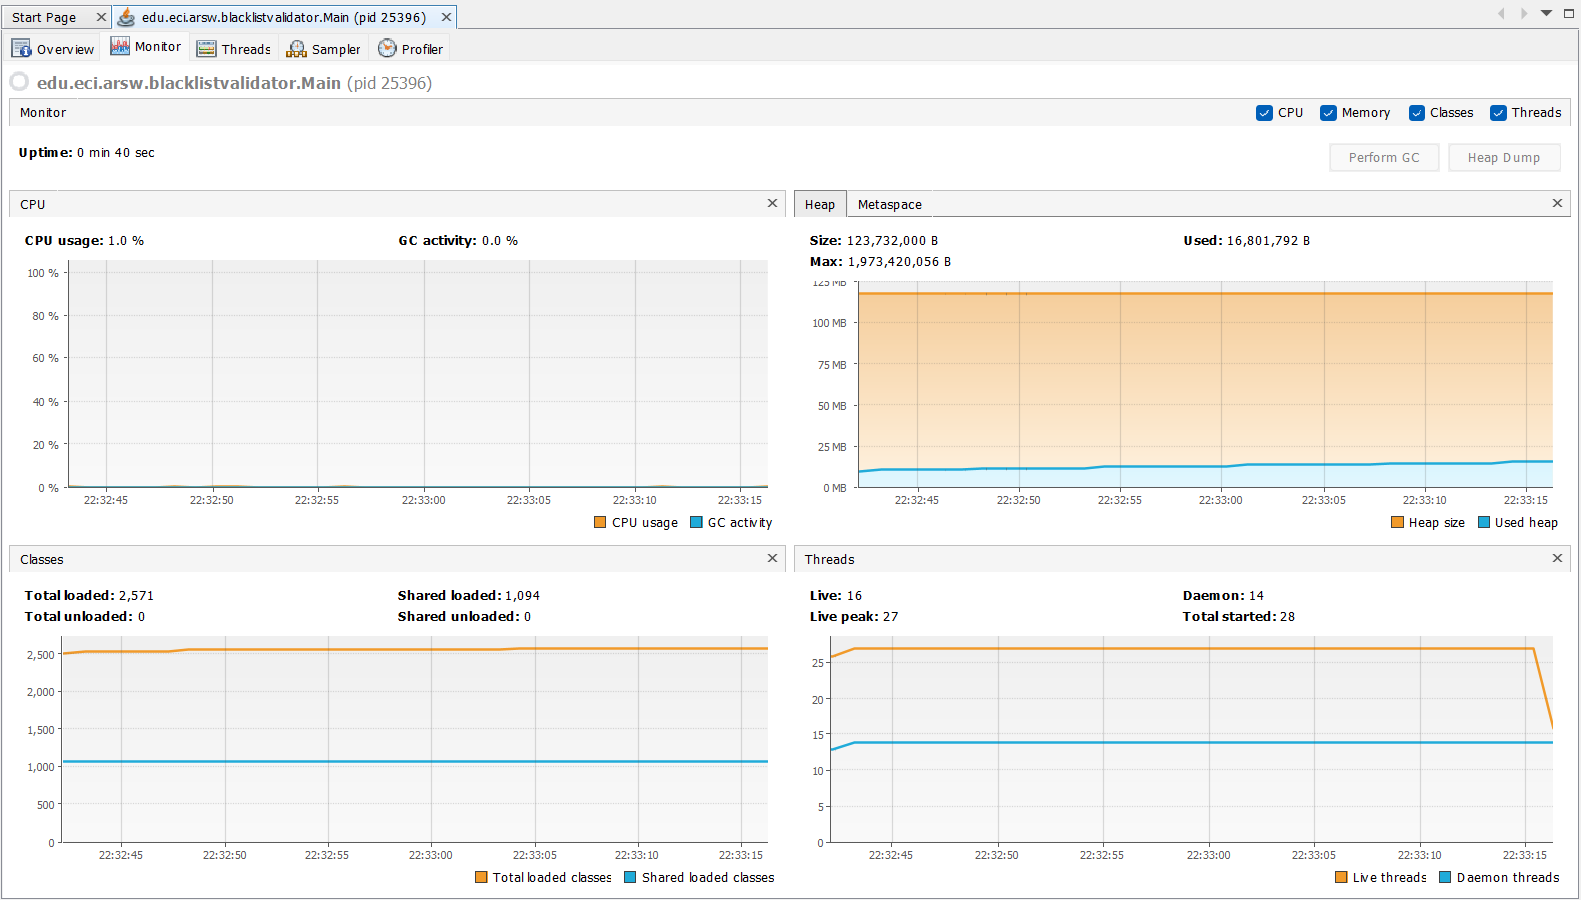 Start Page
edu.eci.arsw.blacklistvalidator.Main (pid 25396)
Overview Monitor Threads Sampler Profiler
edu.eci.arsw.blacklistvalidator.Main (pid 25396)
Monitor
CPU Memory Classes Threads
Uptime: 0 min 40 sec
Perform GC Heap Dump
CPU
CPU usage: 1.0 % GC activity: 0.0 %
100 %
80 %
60 %
40 %
20 %
0 %
22:32:45 22:32:50 22:32:55 22:33:00 22:33:05 22:33:10 22:33:15
CPU usage GC activity
Heap Metaspace
Size: 123,732,000 B Used: 16,801,792 B
Max: 1,973,420,056 B
125 MB
100 MB
75 MB
50 MB
25 MB
0 MB
22:32:45 22:32:50 22:32:55 22:33:00 22:33:05 22:33:10 22:33:15
Heap size Used heap
Classes
Total loaded: 2,571 Shared loaded: 1,094
Total unloaded: 0 Shared unloaded: 0
2,500
2,000
1,500
1,000
500
0
22:32:45 22:32:50 22:32:55 22:33:00 22:33:05 22:33:10 22:33:15
Total loaded classes Shared loaded classes
Threads
Live: 16 Daemon: 14
Live peak: 27 Total started: 28
25
20
15
10
5
0
22:32:45 22:32:50 22:32:55 22:33:00 22:33:05 22:33:10 22:33:15
Live threads Daemon threads